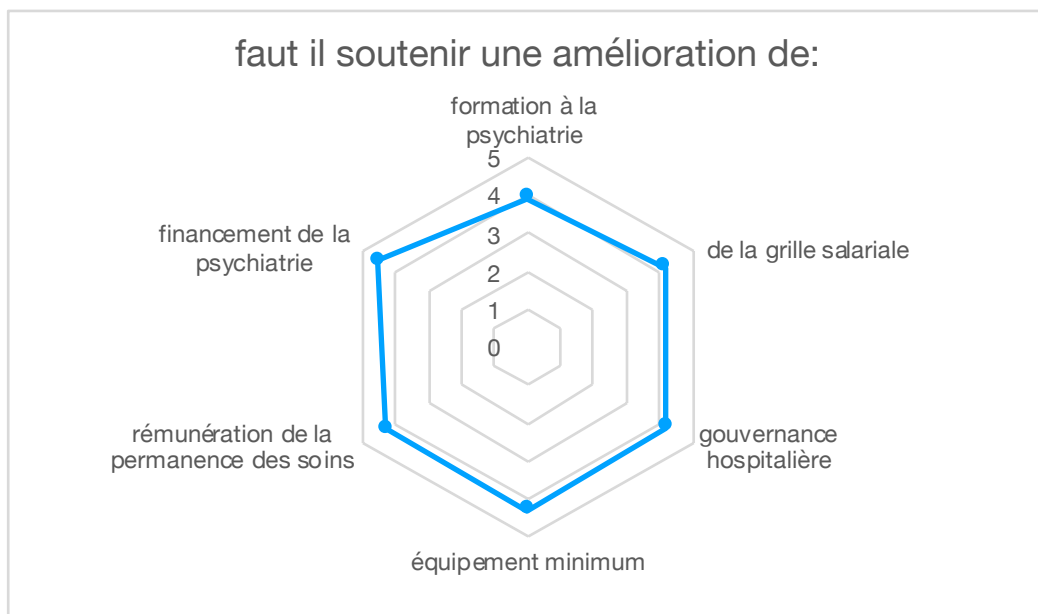 faut il soutenir une amélioration de:
formation à la
psychiatrie
5
4
3
2
1
0
financement de la
psychiatrie
de la grille salariale
rémunération de la
permanence des soins
gouvernance
hospitalière
équipement minimum